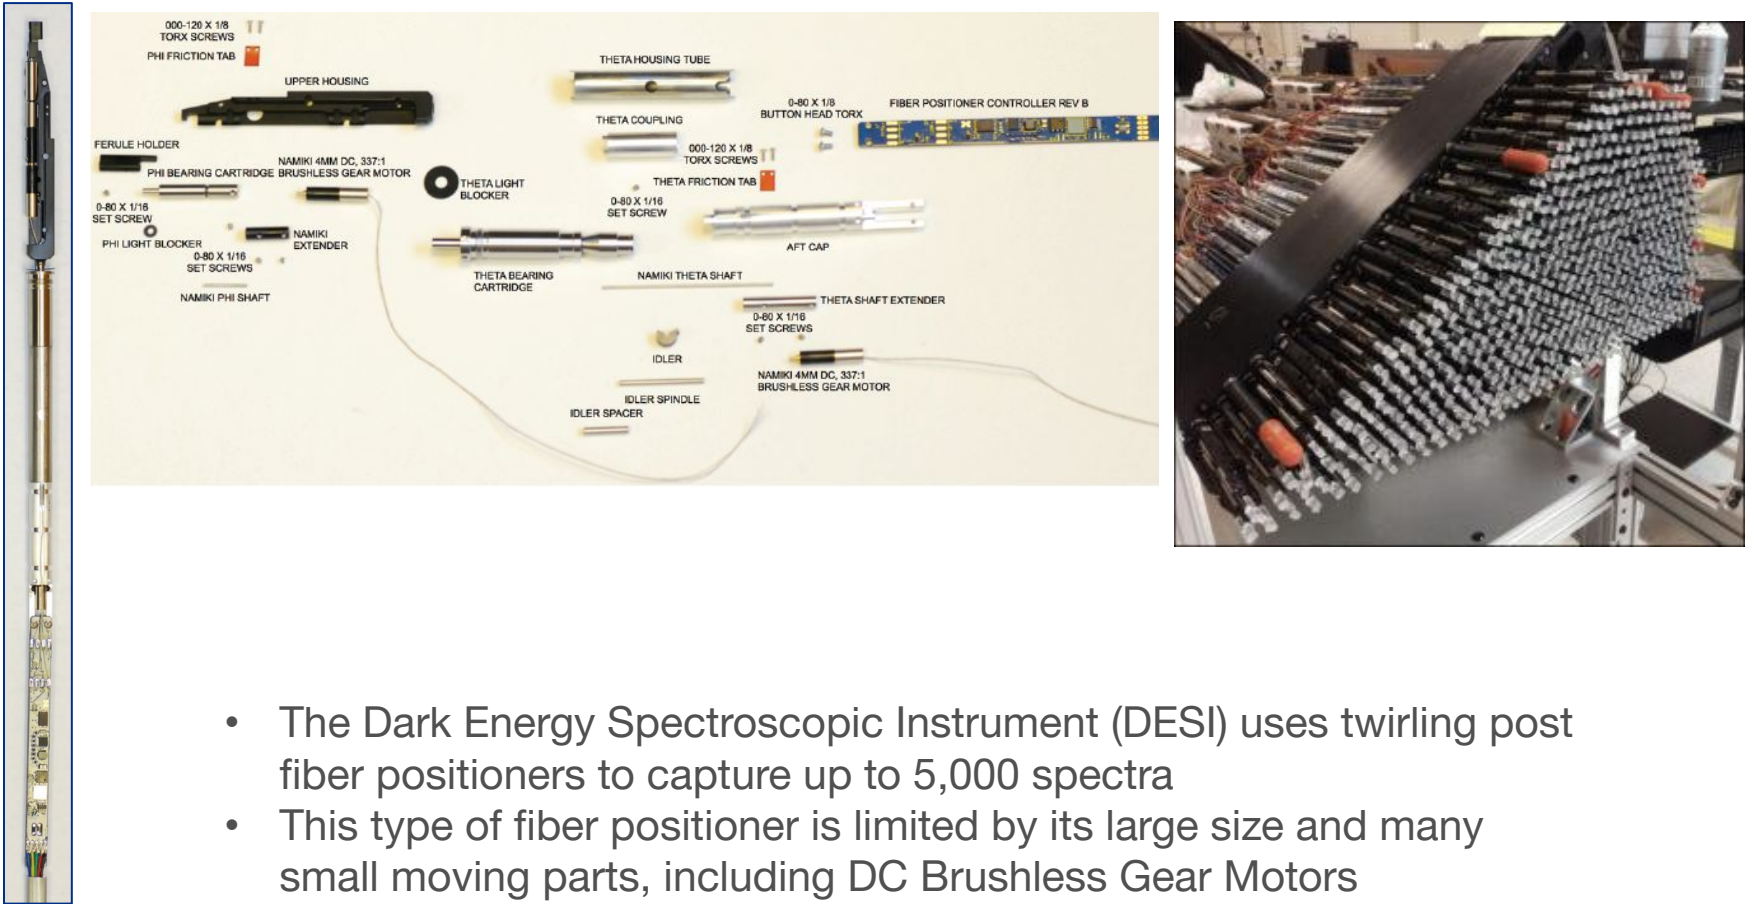 000-120 X 1/8
TORX SCREWS
PHI FRICTION TAB
UPPER HOUSING
FERULE HOLDER
PHI BEARING CARTRIDGE
NAMIKI 4MM DC, 337:1
BRUSHLESS GEAR MOTOR
0-80 X 1/16
SET SCREW
PHI LIGHT BLOCKER
NAMIKI
EXTENDER
0-80 X 1/16
SET SCREWS
NAMIKI PHI SHAFT
THETA HOUSING TUBE
THETA COUPLING
0-80 X 1/8
BUTTON HEAD TORX
FIBER POSITIONER CONTROLLER REV B
000-120 X 1/8
TORX SCREWS
THETA FRICTION TAB
THETA LIGHT
BLOCKER
0-80 X 1/16
SET SCREW
AFT CAP
THETA BEARING
CARTRIDGE
NAMIKI THETA SHAFT
THETA SHAFT EXTENDER
0-80 X 1/16
SET SCREWS
IDLER
NAMIKI 4MM DC, 337:1
BRUSHLESS GEAR MOTOR
IDLER SPINDLE
IDLER SPACER
• The Dark Energy Spectroscopic Instrument (DESI) uses twirling post
fiber positioners to capture up to 5,000 spectra
• This type of fiber positioner is limited by its large size and many
small moving parts, including DC Brushless Gear Motors